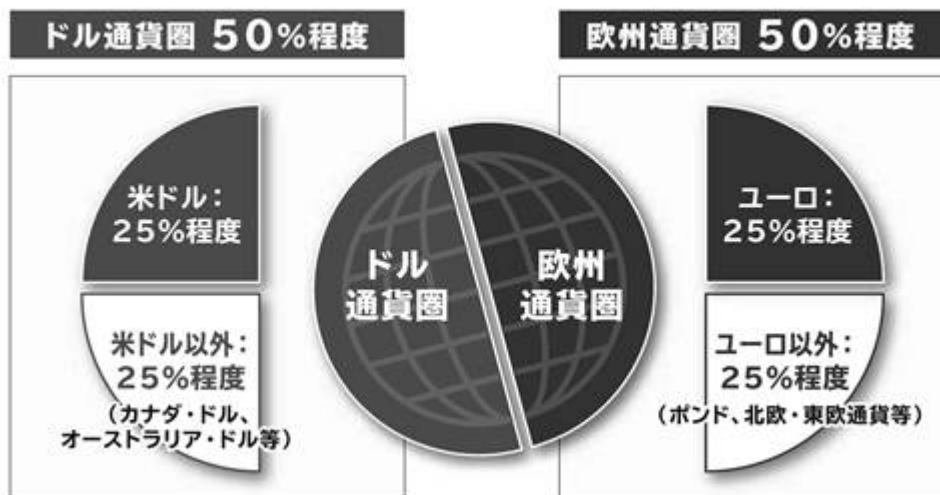 ドル通貨圏 50%程度
米ドル:
25%程度
米ドル以外:
25%程度
(カナダ・ドル、
オーストラリア・ドル等)
ドル
通貨圏
欧州
通貨圏
欧州通貨圏 50%程度
ユーロ:
25%程度
ユーロ以外:
25%程度
(ポンド、北欧・東欧通貨等)